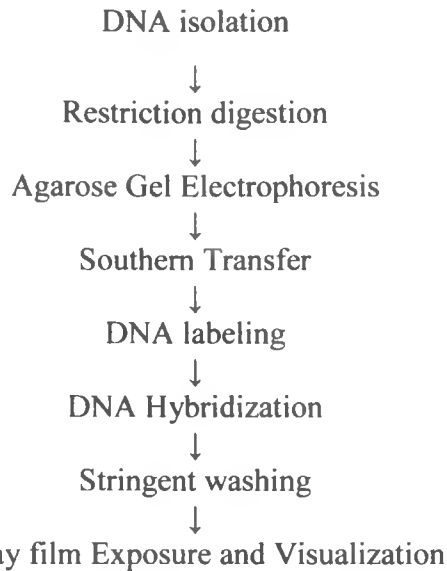 DNA isolation
↓
Restriction digestion
↓
Agarose Gel Electrophoresis
↓
Southern Transfer
↓
DNA labeling
↓
DNA Hybridization
↓
Stringent washing
↓
film Exposure and Visualization